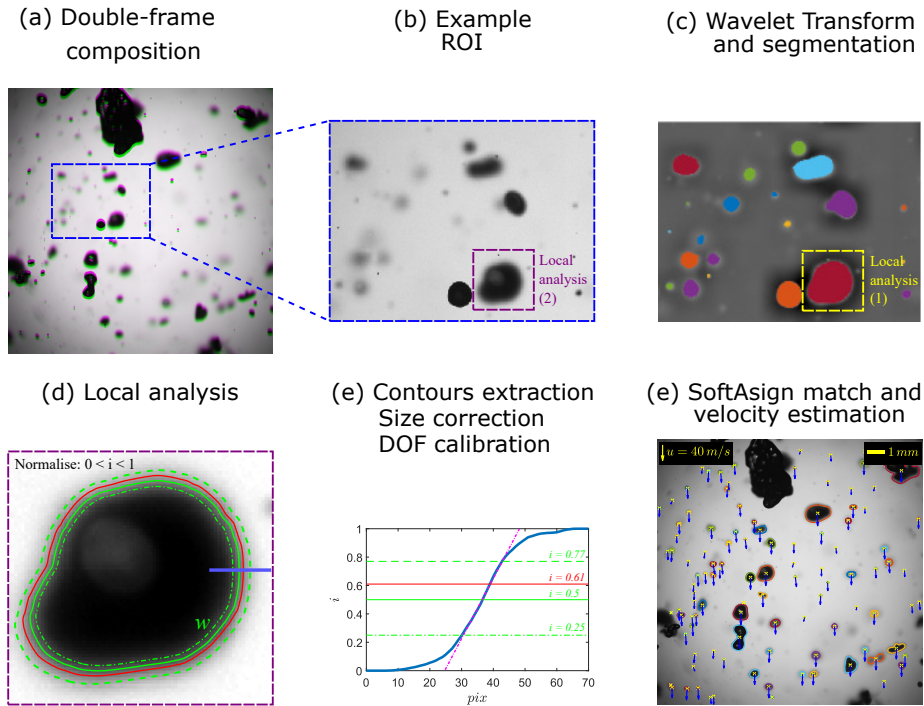 (a) Double-frame
composition
(b) Example
ROI
(c) Wavelet Transform
and segmentation
Local
analysis
(2)
Local
analysis
(1)
(d) Local analysis
(e) Contours extraction
Size correction
DOF calibration
(e) SoftAsign match and
velocity estimation
Normalise: 0 < i < 1
w
1
0.8
0.6
0.4
0.2
0
i
i = 0.77
i = 0.61
i = 0.5
i = 0.25
0 10 20 30 40 50 60 70
pix
u = 40 m/s
1 mm